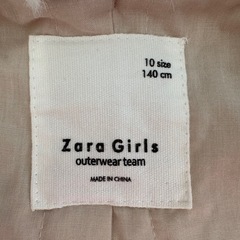 10 size
140 cm
Zara Girls
outerwear team
MADE IN CHINA